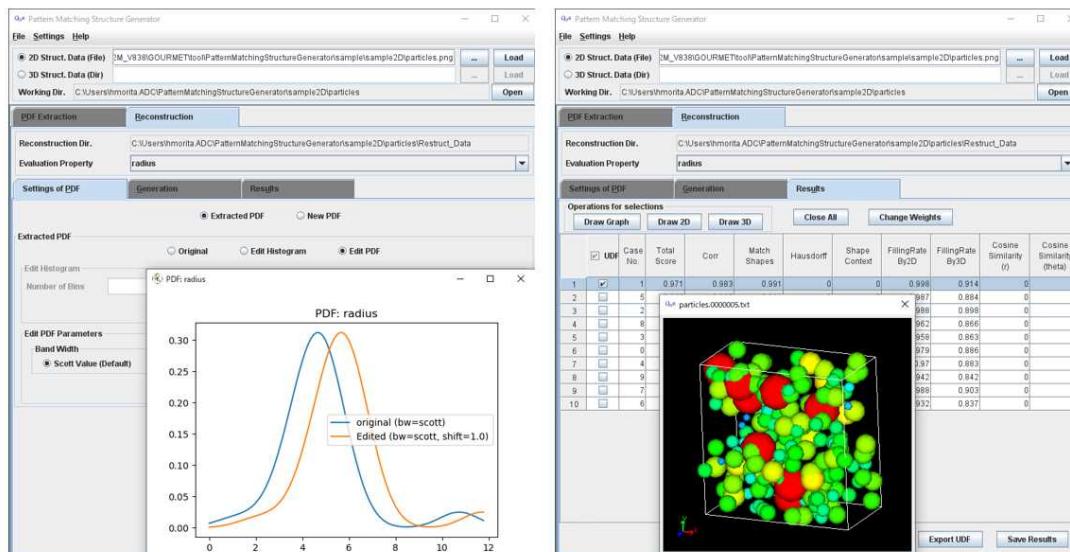 Pattern Matching Structure Generator
File Settings Help
2D Struct. Data (File) 2M_V838\GOURMET\tool\PatternMatchingStructureGenerator\sample\sample2D\particles.png ... Load
3D Struct. Data (Dir) ... Load
Working Dir. C:\Users\hmorita.ADC\PatternMatchingStructureGenerator\sample2D\particles Open
PDF Extraction Reconstruction
Reconstruction Dir. C:\Users\hmorita.ADC\PatternMatchingStructureGenerator\sample2D\particles\Restruct_Data
Evaluation Property radius
Settings of PDF Generation Results
Extracted PDF New PDF
Extracted PDF
Original Edit Histogram Edit PDF
Edit Histogram
Number of Bins
Edit PDF Parameters
Band Width
Scott Value (Default)
PDF: radius
PDF: radius
0.30
0.25
0.20
0.15
0.10
0.05
0.00
original (bw=scott)
Edited (bw=scott, shift=1.0)
0 2 4 6 8 10 12
Pattern Matching Structure Generator
File Settings Help
2D Struct. Data (File) 2M_V838\GOURMET\tool\PatternMatchingStructureGenerator\sample\sample2D\particles.png ... Load
3D Struct. Data (Dir) ... Load
Working Dir. C:\Users\hmorita.ADC\PatternMatchingStructureGenerator\sample2D\particles Open
PDF Extraction Reconstruction
Reconstruction Dir. C:\Users\hmorita.ADC\PatternMatchingStructureGenerator\sample2D\particles\Restruct_Data
Evaluation Property radius
Settings of PDF Generation Results
Operations for selections
Draw Graph Draw 2D Draw 3D Close All Change Weights
UDF Case No. Total Score Corr Match Shapes Hausdorff Shape Context FillingRate By2D FillingRate By3D Cosine Similarity (r) Cosine Similarity (theta)
1 1 0.971 0.983 0.991 0 0 0.998 0.914 0
2 5 987 0.884 0
3 2 988 0.898 0
4 8 962 0.866 0
5 3 958 0.863 0
6 0 979 0.886 0
7 4 0.97 0.883 0
8 9 942 0.842 0
9 7 988 0.903 0
10 6 932 0.837 0
particles.0000005.txt
Export UDF Save Results